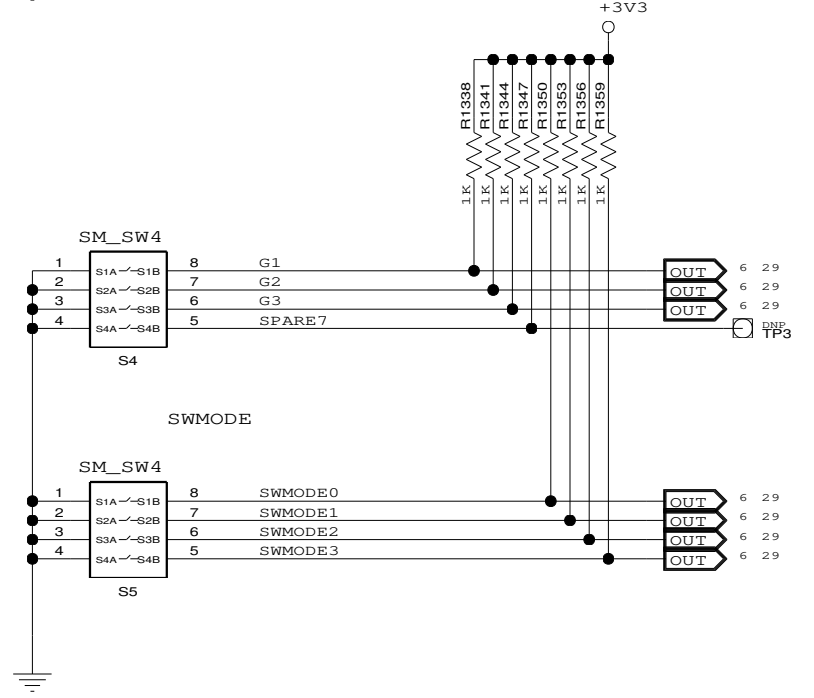 +3V3
R1338
R1341
R1344
R1347
R1350
R1353
R1356
R1359
1K
1K
1K
1K
1K
1K
1K
1K
SM_SW4
1 S1A S1B 8 G1 OUT 6 29
2 S2A S2B 7 G2 OUT 6 29
3 S3A S3B 6 G3 OUT 6 29
4 S4A S4B 5 SPARE7 DNP
TP3
S4
SWMODE
SM_SW4
1 S1A S1B 8 SWMODE0 OUT 6 29
2 S2A S2B 7 SWMODE1 OUT 6 29
3 S3A S3B 6 SWMODE2 OUT 6 29
4 S4A S4B 5 SWMODE3 OUT 6 29
S5